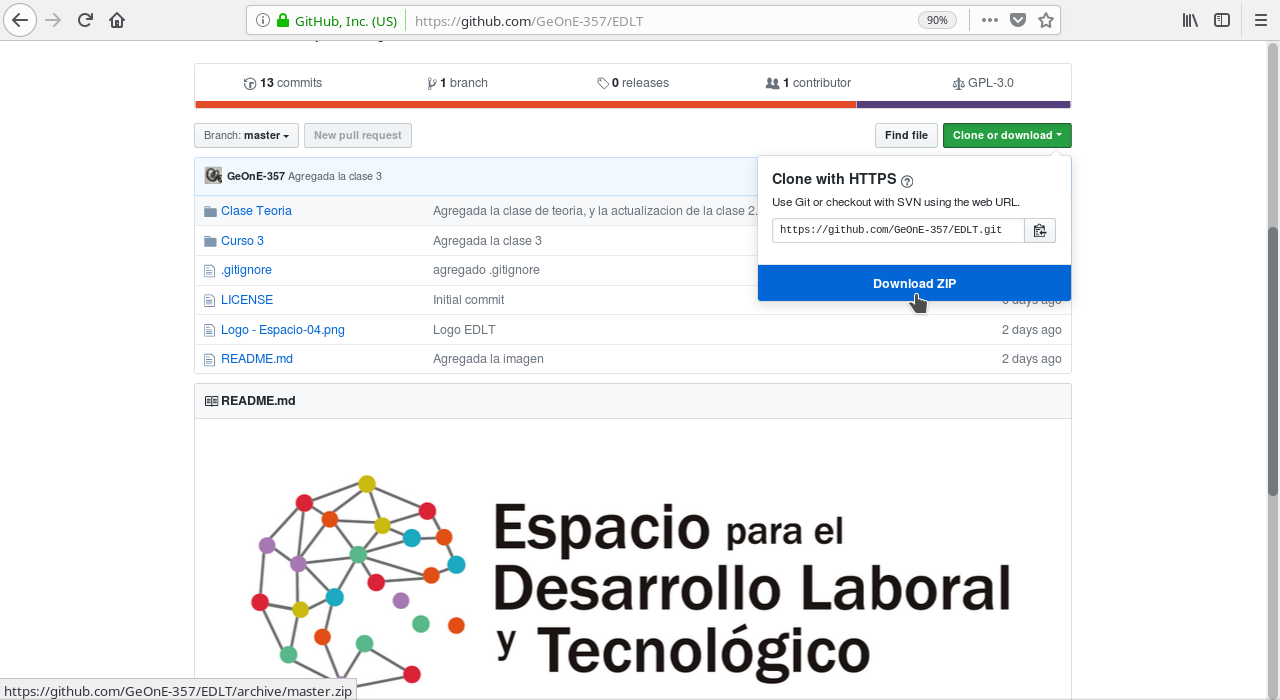 GitHub, Inc. (US)
https://github.com/GeOnE-357/EDLT
90%
13 commits
1 branch
0 releases
1 contributor
GPL-3.0
Branch: master
New pull request
Find file
Clone or download
GeOnE-357 Agregada la clase 3
Clone with HTTPS
Use Git or checkout with SVN using the web URL.
https://github.com/GeOnE-357/EDLT.git
Download ZIP
Clase Teoria
Agregada la clase de teoria, y la actualizacion de la clase 2.
Curso 3
Agregada la clase 3
.gitignore
agregado .gitignore
LICENSE
Initial commit
days ago
Logo - Espacio-04.png
Logo EDLT
2 days ago
README.md
Agregada la imagen
2 days ago
README.md
Espacio para el
Desarrollo Laboral
y Tecnológico
https://github.com/GeOnE-357/EDLT/archive/master.zip